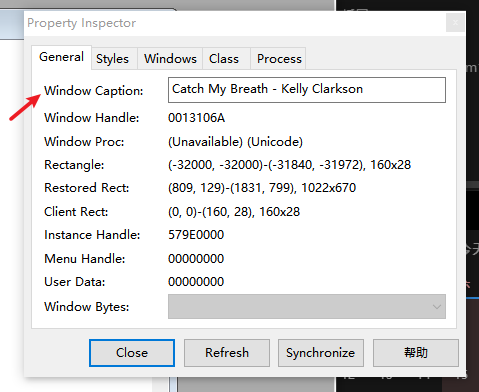 Property Inspector
General Styles Windows Class Process
Window Caption: Catch My Breath - Kelly Clarkson
Window Handle: 0013106A
Window Proc: (Unavailable) (Unicode)
Rectangle: (-32000, -32000)-(-31840, -31972), 160x28
Restored Rect: (809, 129)-(1831, 799), 1022x670
Client Rect: (0, 0)-(160, 28), 160x28
Instance Handle: 579E0000
Menu Handle: 00000000
User Data: 00000000
Window Bytes:
Close Refresh Synchronize 帮助